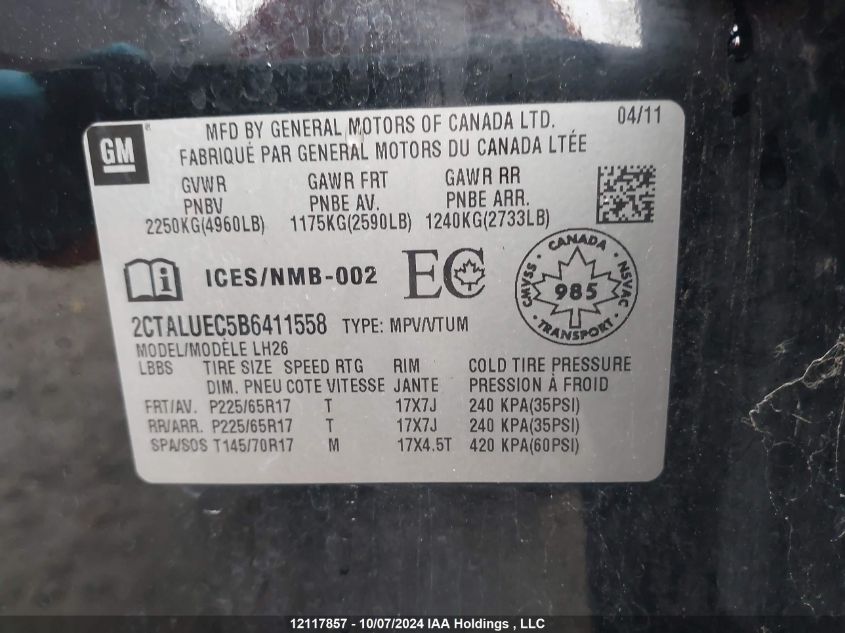 GM
MFD BY GENERAL MOTORS OF CANADA LTD. 04/11
FABRIQUÉ PAR GENERAL MOTORS DU CANADA LTÉE
GVWR GAWR FRT GAWR RR
PNBV PNBE AV. PNBE ARR.
2250KG(4960LB) 1175KG(2590LB) 1240KG(2733LB)
i ICES/NMB-002 EC
CANADA
CMVSS 985 NSVAC
TRANSPORT
2CTALUEC5B6411558 TYPE: MPV/VTUM
MODEL/MODÈLE LH26
LBBS TIRE SIZE SPEED RTG RIM COLD TIRE PRESSURE
DIM. PNEU COTE VITESSE JANTE PRESSION À FROID
FRT/AV. P225/65R17 T 17X7J 240 KPA(35PSI)
RR/ARR. P225/65R17 T 17X7J 240 KPA(35PSI)
SPA/SOS T145/70R17 M 17X4.5T 420 KPA(60PSI)
12117857 - 10/07/2024 IAA Holdings , LLC